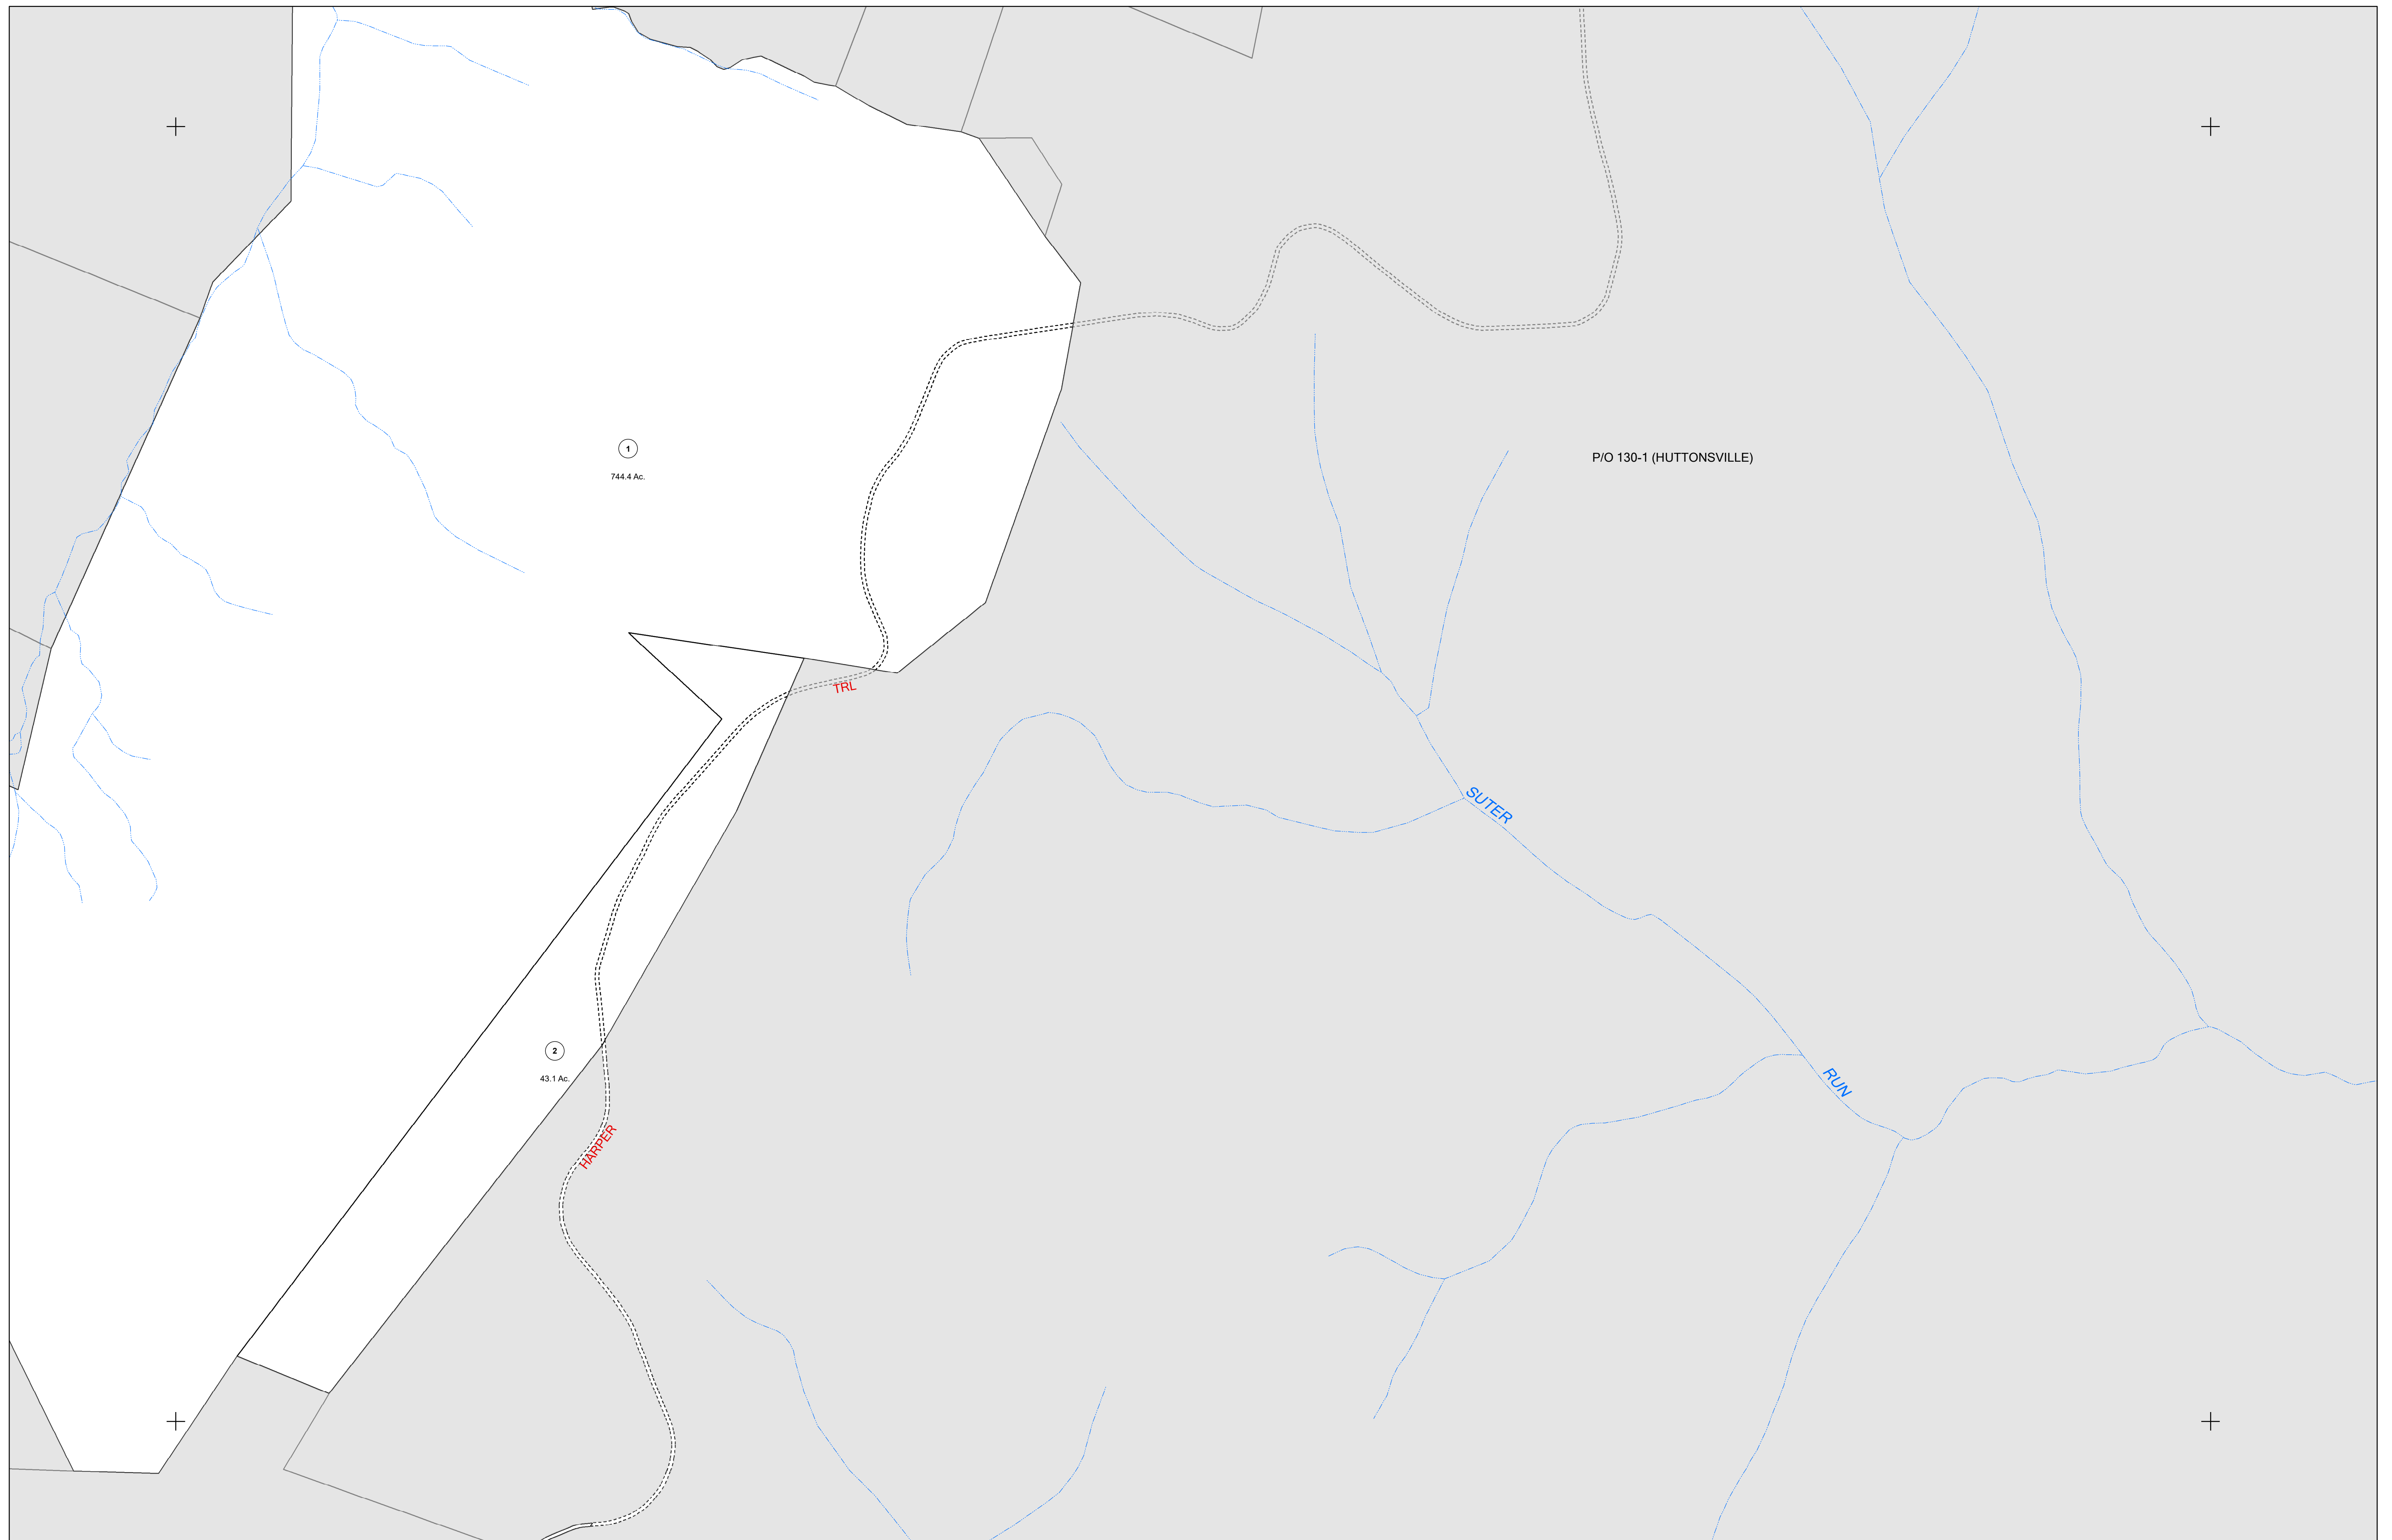 1
744.4 Ac.
P/O 130-1 (HUTTONSVILLE)
TRL
SUTER
2
43.1 Ac.
RUN
HARPER